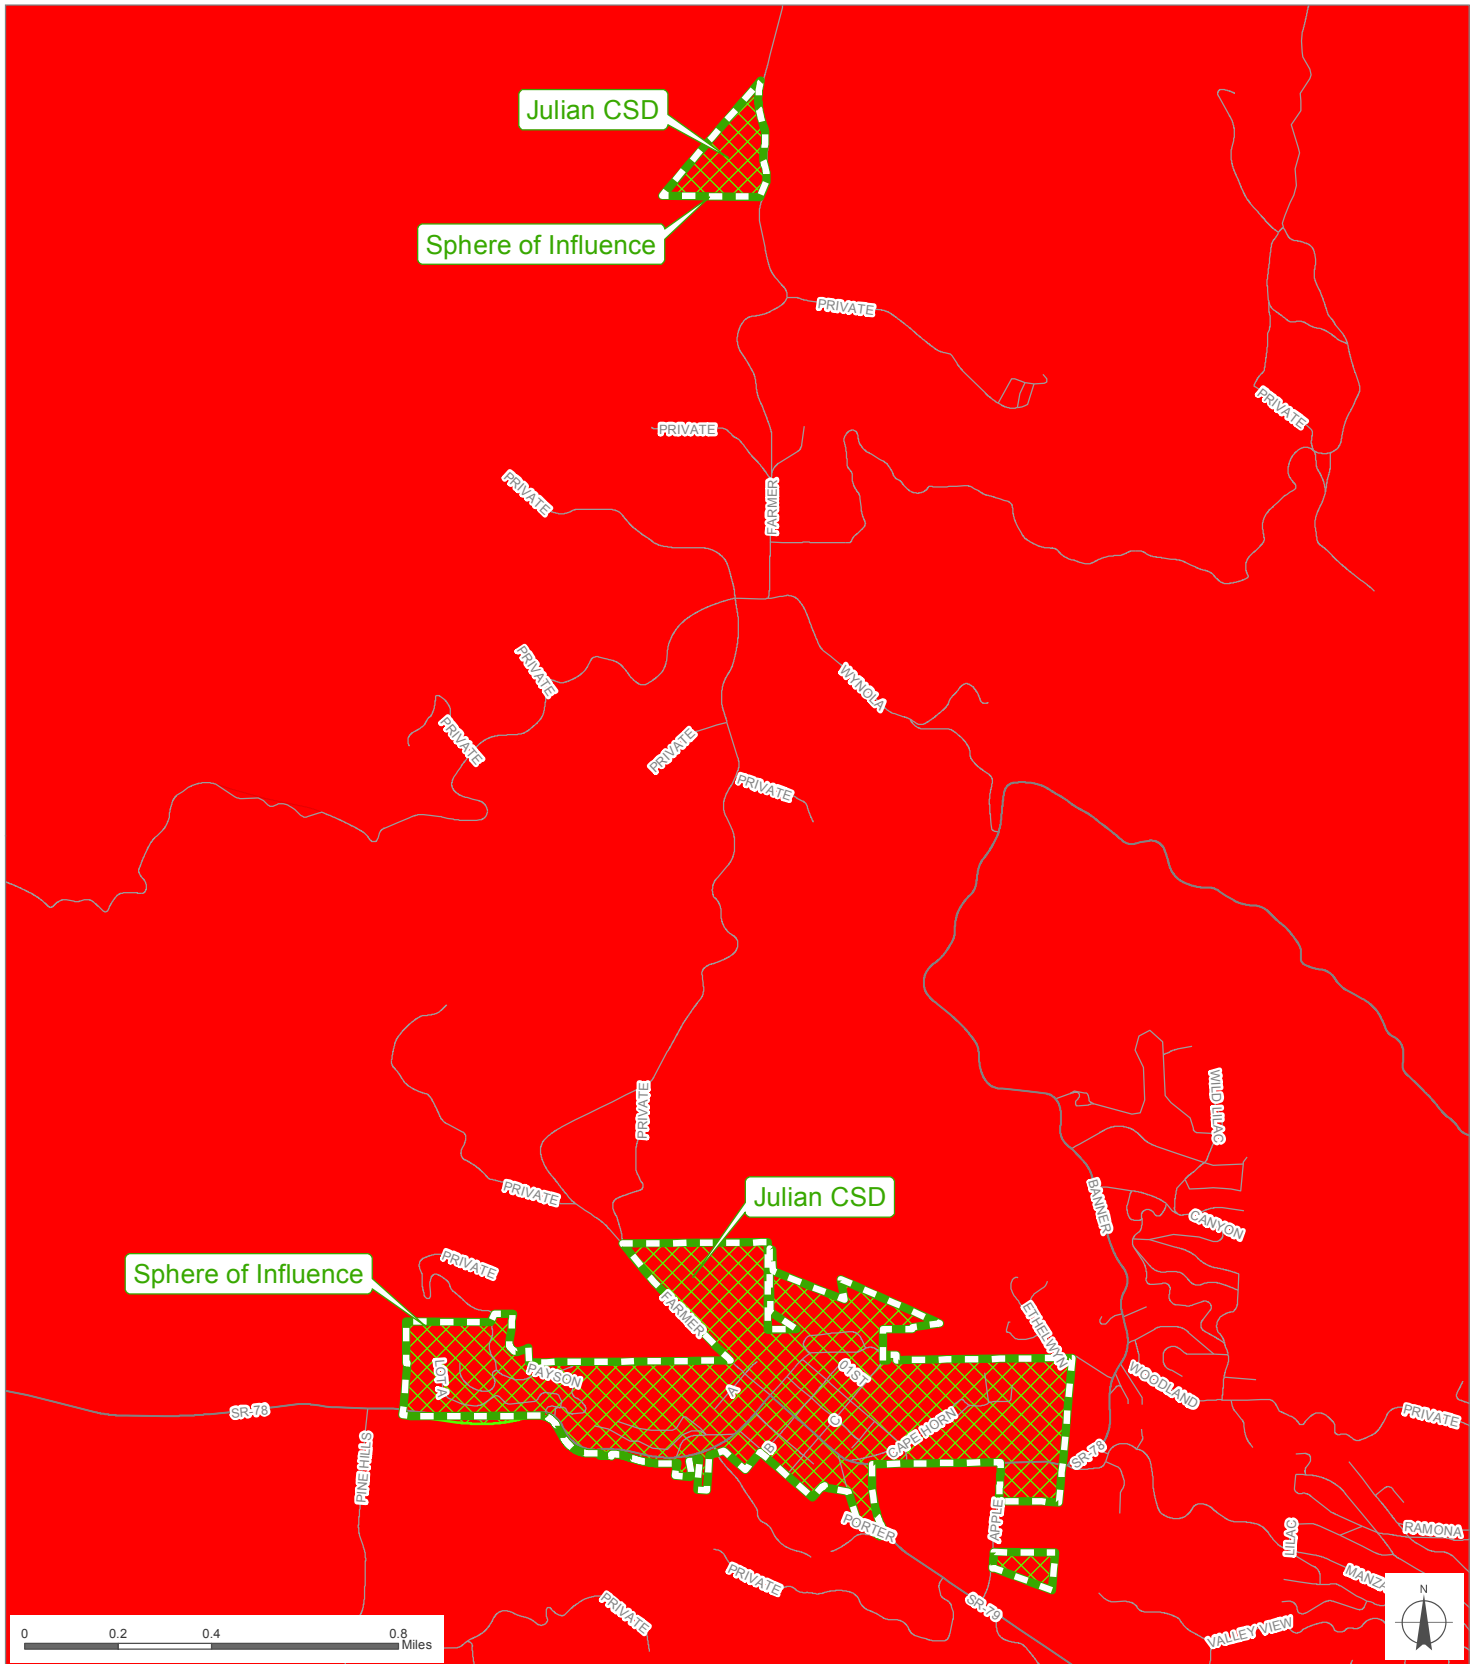 Julian CSD
Sphere of Influence
PRIVATE
PRIVATE
PRIVATE
PRIVATE
FARMER
PRIVATE
WYNOLA
PRIVATE
PRIVATE
PRIVATE
WILD LILAC
PRIVATE
PRIVATE
Julian CSD
BANNER
CANYON
Sphere of Influence
PRIVATE
FARMER
ETHELWYN
LOT A
PAYSON
01ST
WOODLAND
A
SR-78
C
PRIVATE
B
CAPE HORN
SR-78
PINE HILLS
PORTER
APPLE
LILAC
RAMONA
PRIVATE
MANZA
PRIVATE
SR-79
VALLEY VIEW
N
0 0.2 0.4 0.8
Miles